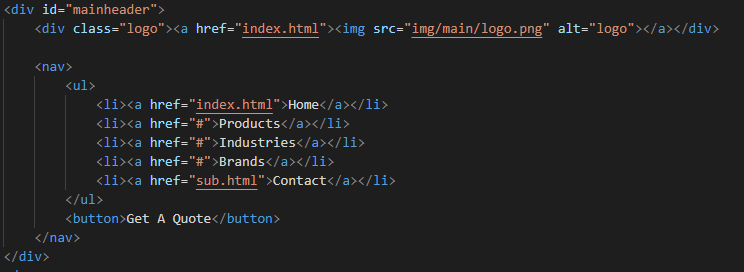 <div id="mainheader">
<div class="logo"><a href="index.html"><img src="img/main/logo.png" alt="logo"></a></div>
<nav>
<ul>
<li><a href="index.html">Home</a></li>
<li><a href="#">Products</a></li>
<li><a href="#">Industries</a></li>
<li><a href="#">Brands</a></li>
<li><a href="sub.html">Contact</a></li>
</ul>
<button>Get A Quote</button>
</nav>
</div>